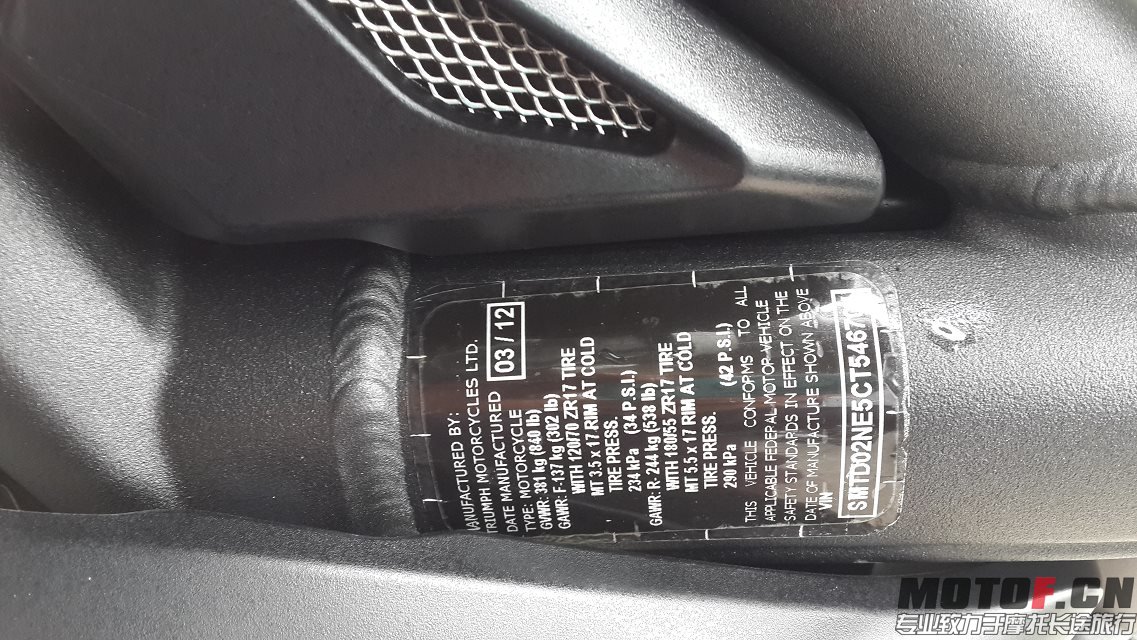 MANUFACTURED BY:
TRIUMPH MOTORCYCLES LTD.
DATE MANUFACTURED 03/12
TYPE: MOTORCYCLE
GVWR: 381 kg (840 lb)
GAWR: F-137 kg (302 lb)
WITH 120/70 ZR17 TIRE
MT 3.5 x 17 RIM AT COLD
TIRE PRESS.
234 kPa (34 P.S.I.)
GAWR: R- 244 kg (538 lb)
WITH 180/55 ZR17 TIRE
MT 5.5 x 17 RIM AT COLD
TIRE PRESS.
290 kPa (42 P.S.I.)
THIS VEHICLE CONFORMS TO ALL
APPLICABLE FEDERAL MOTOR VEHICLE
SAFETY STANDARDS IN EFFECT ON THE
DATE OF MANUFACTURE SHOWN ABOVE
VIN
MOTOF.CN
专业致力于摩托长途旅行